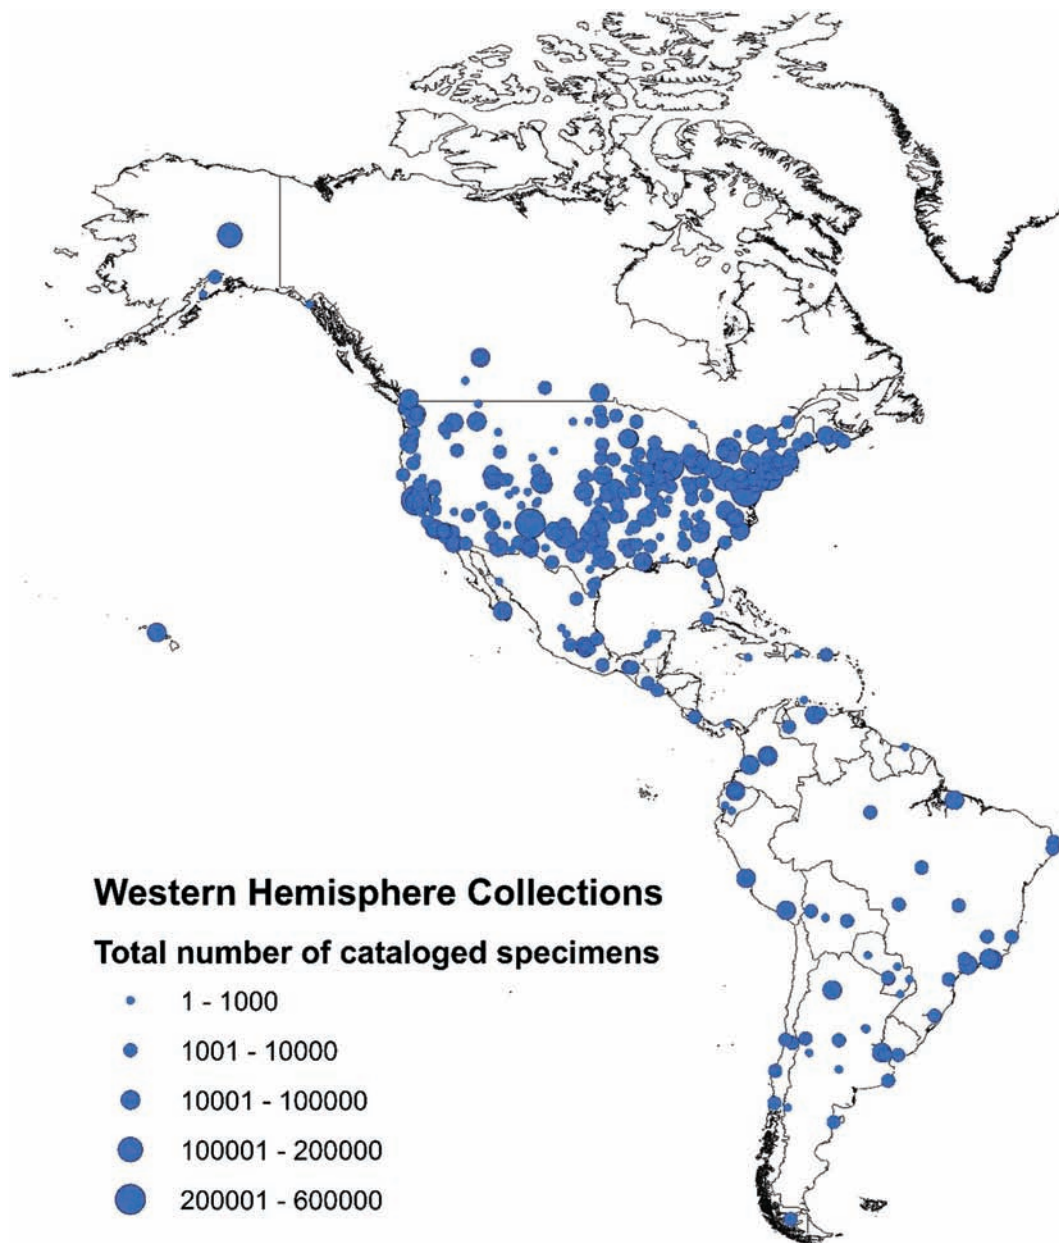 Western Hemisphere Collections
Total number of cataloged specimens
1 - 1000
1001 - 10000
10001 - 100000
100001 - 200000
200001 - 600000